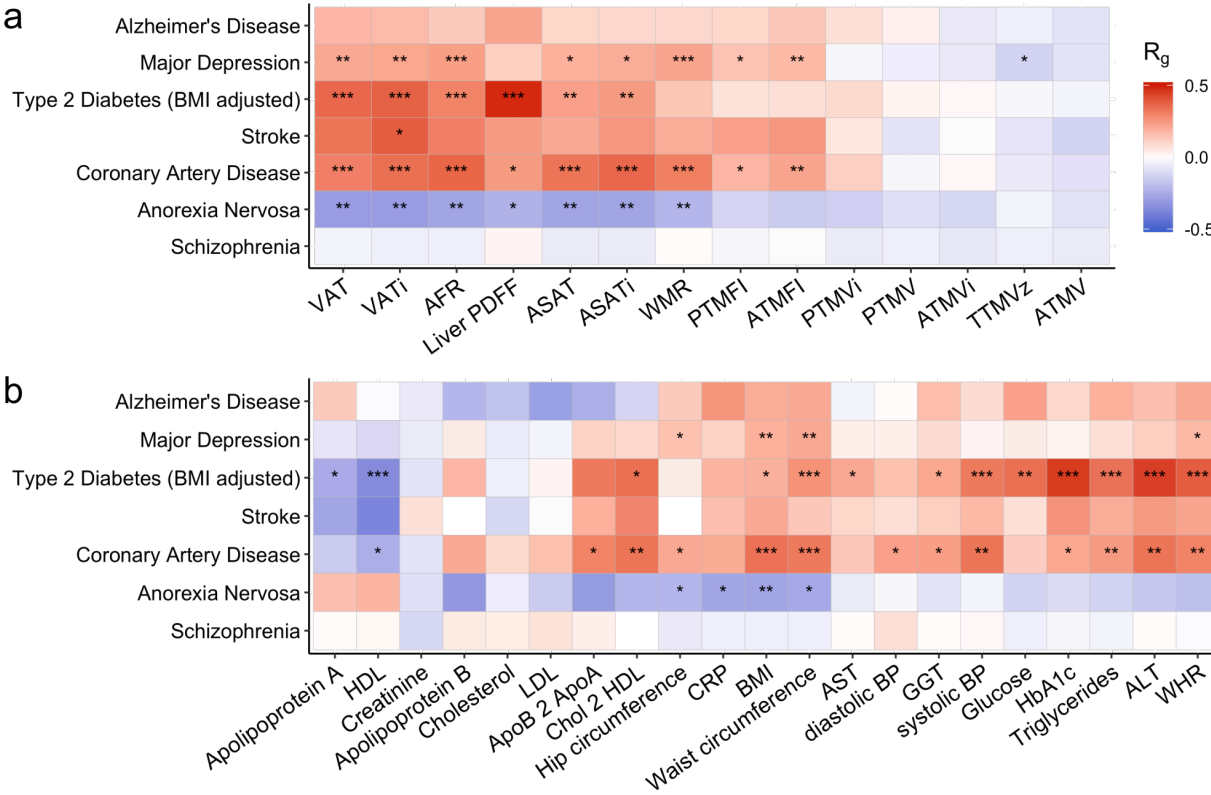 a
Alzheimer's Disease
Major Depression ** ** *** * * *** * ** *
Type 2 Diabetes (BMI adjusted) *** *** *** *** ** **
Stroke *
Coronary Artery Disease *** *** *** * *** *** *** * **
Anorexia Nervosa ** ** ** * ** ** **
Schizophrenia
VAT VATi AFR Liver PDFF ASAT ASATi WMR PTMFI ATMFI PTMVi PTMV ATMVi TTMVz ATMV
Rg
0.5
0.0
-0.5
b
Alzheimer's Disease
Major Depression * ** ** *
Type 2 Diabetes (BMI adjusted) * *** * * *** * * *** ** *** *** *** ***
Stroke
Coronary Artery Disease * * ** * *** *** * * ** * ** ** **
Anorexia Nervosa * * ** *
Schizophrenia
Apolipoprotein A HDL Creatinine Apolipoprotein B Cholesterol LDL ApoB 2 ApoA Chol 2 HDL Hip circumference CRP BMI Waist circumference AST diastolic BP GGT systolic BP Glucose HbA1c Triglycerides ALT WHR